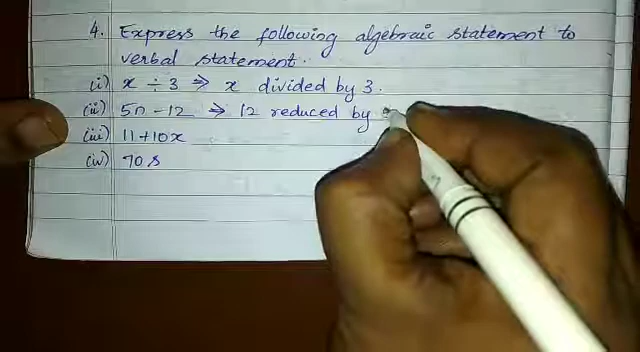 4. Express the following algebraic statement to
verbal statement.
(i) x ÷ 3 ⇒ x divided by 3.
(ii) 5n - 12 ⇒ 12 reduced by
(iii) 11 + 10x
(iv) 70 s